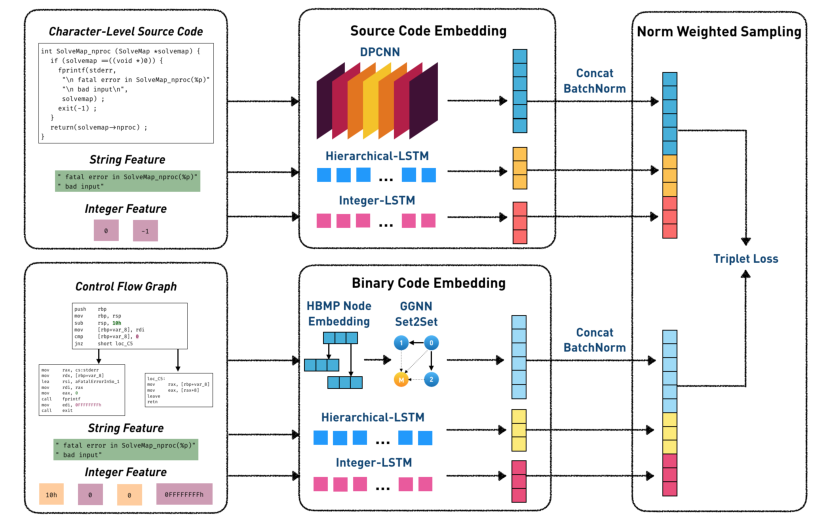 Character-Level Source Code
int SolveMap_nproc (SolveMap *solvemap) {
if (solvemap ==((void *)0)) {
fprintf(stderr,
"\n fatal error in SolveMap_nproc(%p)"
"\n bad input\n",
solvemap) ;
exit(-1) ;
}
return(solvemap→nproc) ;
}
String Feature
" fatal error in SolveMap_nproc(%p)"
" bad input"
Integer Feature
0
-1
Source Code Embedding
DPCNN
Hierarchical-LSTM
...
Integer-LSTM
...
Concat
BatchNorm
Norm Weighted Sampling
Triplet Loss
Control Flow Graph
push rbp
mov rbp, rsp
sub rsp, 10h
mov [rbp+var_8], rdi
cmp [rbp+var_8], 0
jnz short loc_C5
mov rax, cs:stderr
mov rdx, [rbp+var_8]
lea rsi, aFatalErrorInSo_1
mov rdi, rax
mov eax, 0
call fprintf
mov edi, 0FFFFFFFFh
call exit
loc_C5:
mov rax, [rbp+var_8]
mov eax, [rax+8]
leave
retn
String Feature
" fatal error in SolveMap_nproc(%p)"
" bad input"
Integer Feature
10h
0
0
0FFFFFFFFh
Binary Code Embedding
HBMP Node
Embedding
GGNN
Set2Set
1
0
M
2
Hierarchical-LSTM
...
Integer-LSTM
...
Concat
BatchNorm